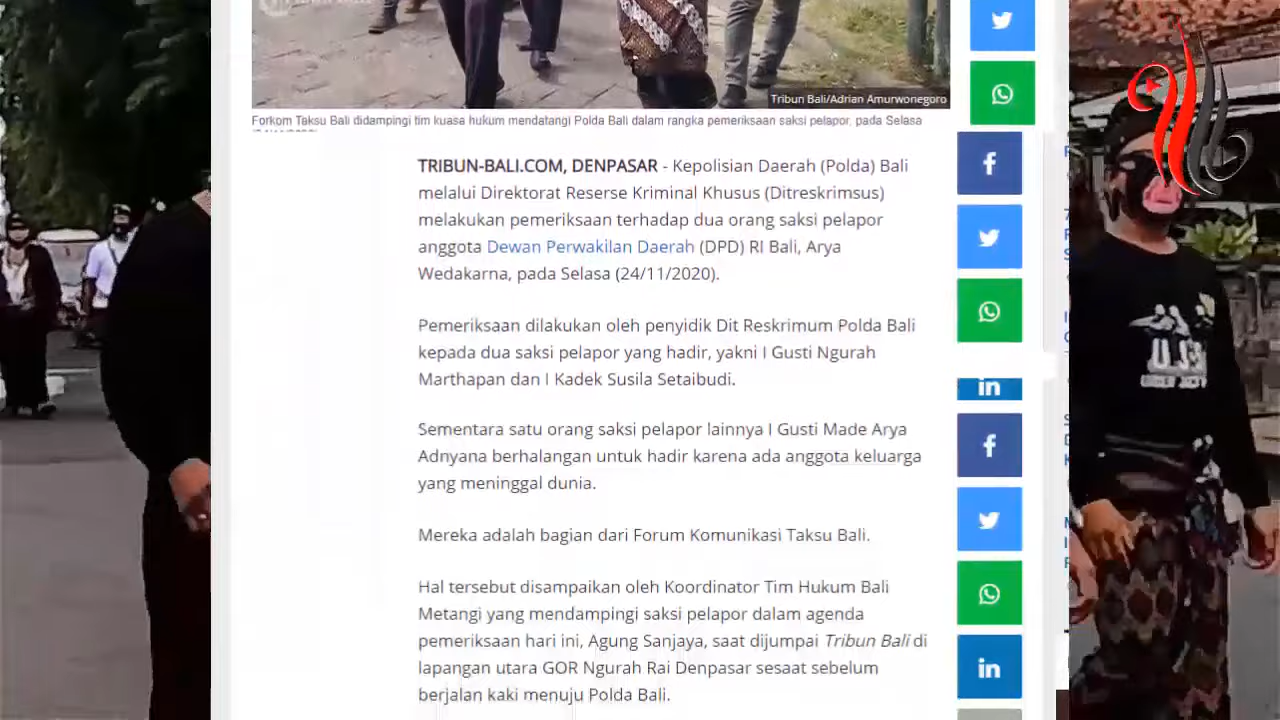 Tribun Bali/Adrian Amurwonegoro
Forkom Taksu Bali didampingi tim kuasa hukum mendatangi Polda Bali dalam rangka pemeriksaan saksi pelapor, pada Selasa
TRIBUN-BALI.COM, DENPASAR - Kepolisian Daerah (Polda) Bali
melalui Direktorat Reserse Kriminal Khusus (Ditreskrimsus)
melakukan pemeriksaan terhadap dua orang saksi pelapor
anggota Dewan Perwakilan Daerah (DPD) RI Bali, Arya
Wedakarna, pada Selasa (24/11/2020).
Pemeriksaan dilakukan oleh penyidik Dit Reskrimum Polda Bali
kepada dua saksi pelapor yang hadir, yakni I Gusti Ngurah
Marthapan dan I Kadek Susila Setaibudi.
Sementara satu orang saksi pelapor lainnya I Gusti Made Arya
Adnyana berhalangan untuk hadir karena ada anggota keluarga
yang meninggal dunia.
Mereka adalah bagian dari Forum Komunikasi Taksu Bali.
Hal tersebut disampaikan oleh Koordinator Tim Hukum Bali
Metangi yang mendampingi saksi pelapor dalam agenda
pemeriksaan hari ini, Agung Sanjaya, saat dijumpai Tribun Bali di
lapangan utara GOR Ngurah Rai Denpasar sesaat sebelum
berjalan kaki menuju Polda Bali.
f
in
f
in